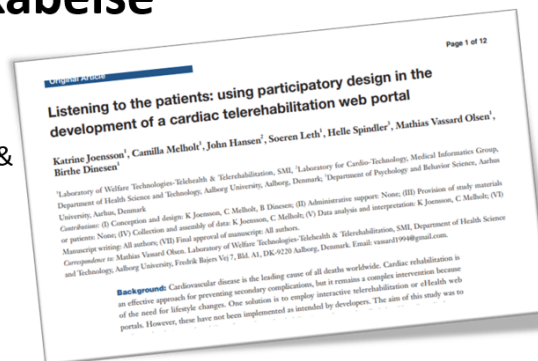 kabelse
&
Original Article
Page 1 of 12
Listening to the patients: using participatory design in the
development of a cardiac telerehabilitation web portal
Katrine Joensson¹, Camilla Melholt¹, John Hansen², Soeren Leth¹, Helle Spindler³, Mathias Vassard Olsen¹,
Birthe Dinesen¹
¹Laboratory of Welfare Technologies-Telehealth & Telerehabilitation, SMI, ²Laboratory for Cardio-Technology, Medical Informatics Group,
Department of Health Science and Technology, Aalborg University, Aalborg, Denmark; ³Department of Psychology and Behavior Science, Aarhus
University, Aarhus, Denmark
Contributions: (I) Conception and design: K Joensson, C Melholt, B Dinesen; (II) Administrative support: None; (III) Provision of study materials
or patients: None; (IV) Collection and assembly of data: K Joensson, C Melholt; (V) Data analysis and interpretation: K Joensson, C Melholt; (VI)
Manuscript writing: All authors; (VII) Final approval of manuscript: All authors.
Correspondence to: Mathias Vassard Olsen. Laboratory of Welfare Technologies-Telehealth & Telerehabilitation, SMI, Department of Health Science
and Technology, Aalborg University, Fredrik Bajers Vej 7, Bld. A1, DK-9220 Aalborg, Denmark. Email: vassard1994@gmail.com.
Background: Cardiovascular disease is the leading cause of all deaths worldwide. Cardiac rehabilitation is
an effective approach for preventing secondary complications, but it remains a complex intervention because
of the need for lifestyle changes. One solution is to employ interactive telerehabilitation or eHealth web
portals. However, these have not been implemented as intended by developers. The aim of this study was to